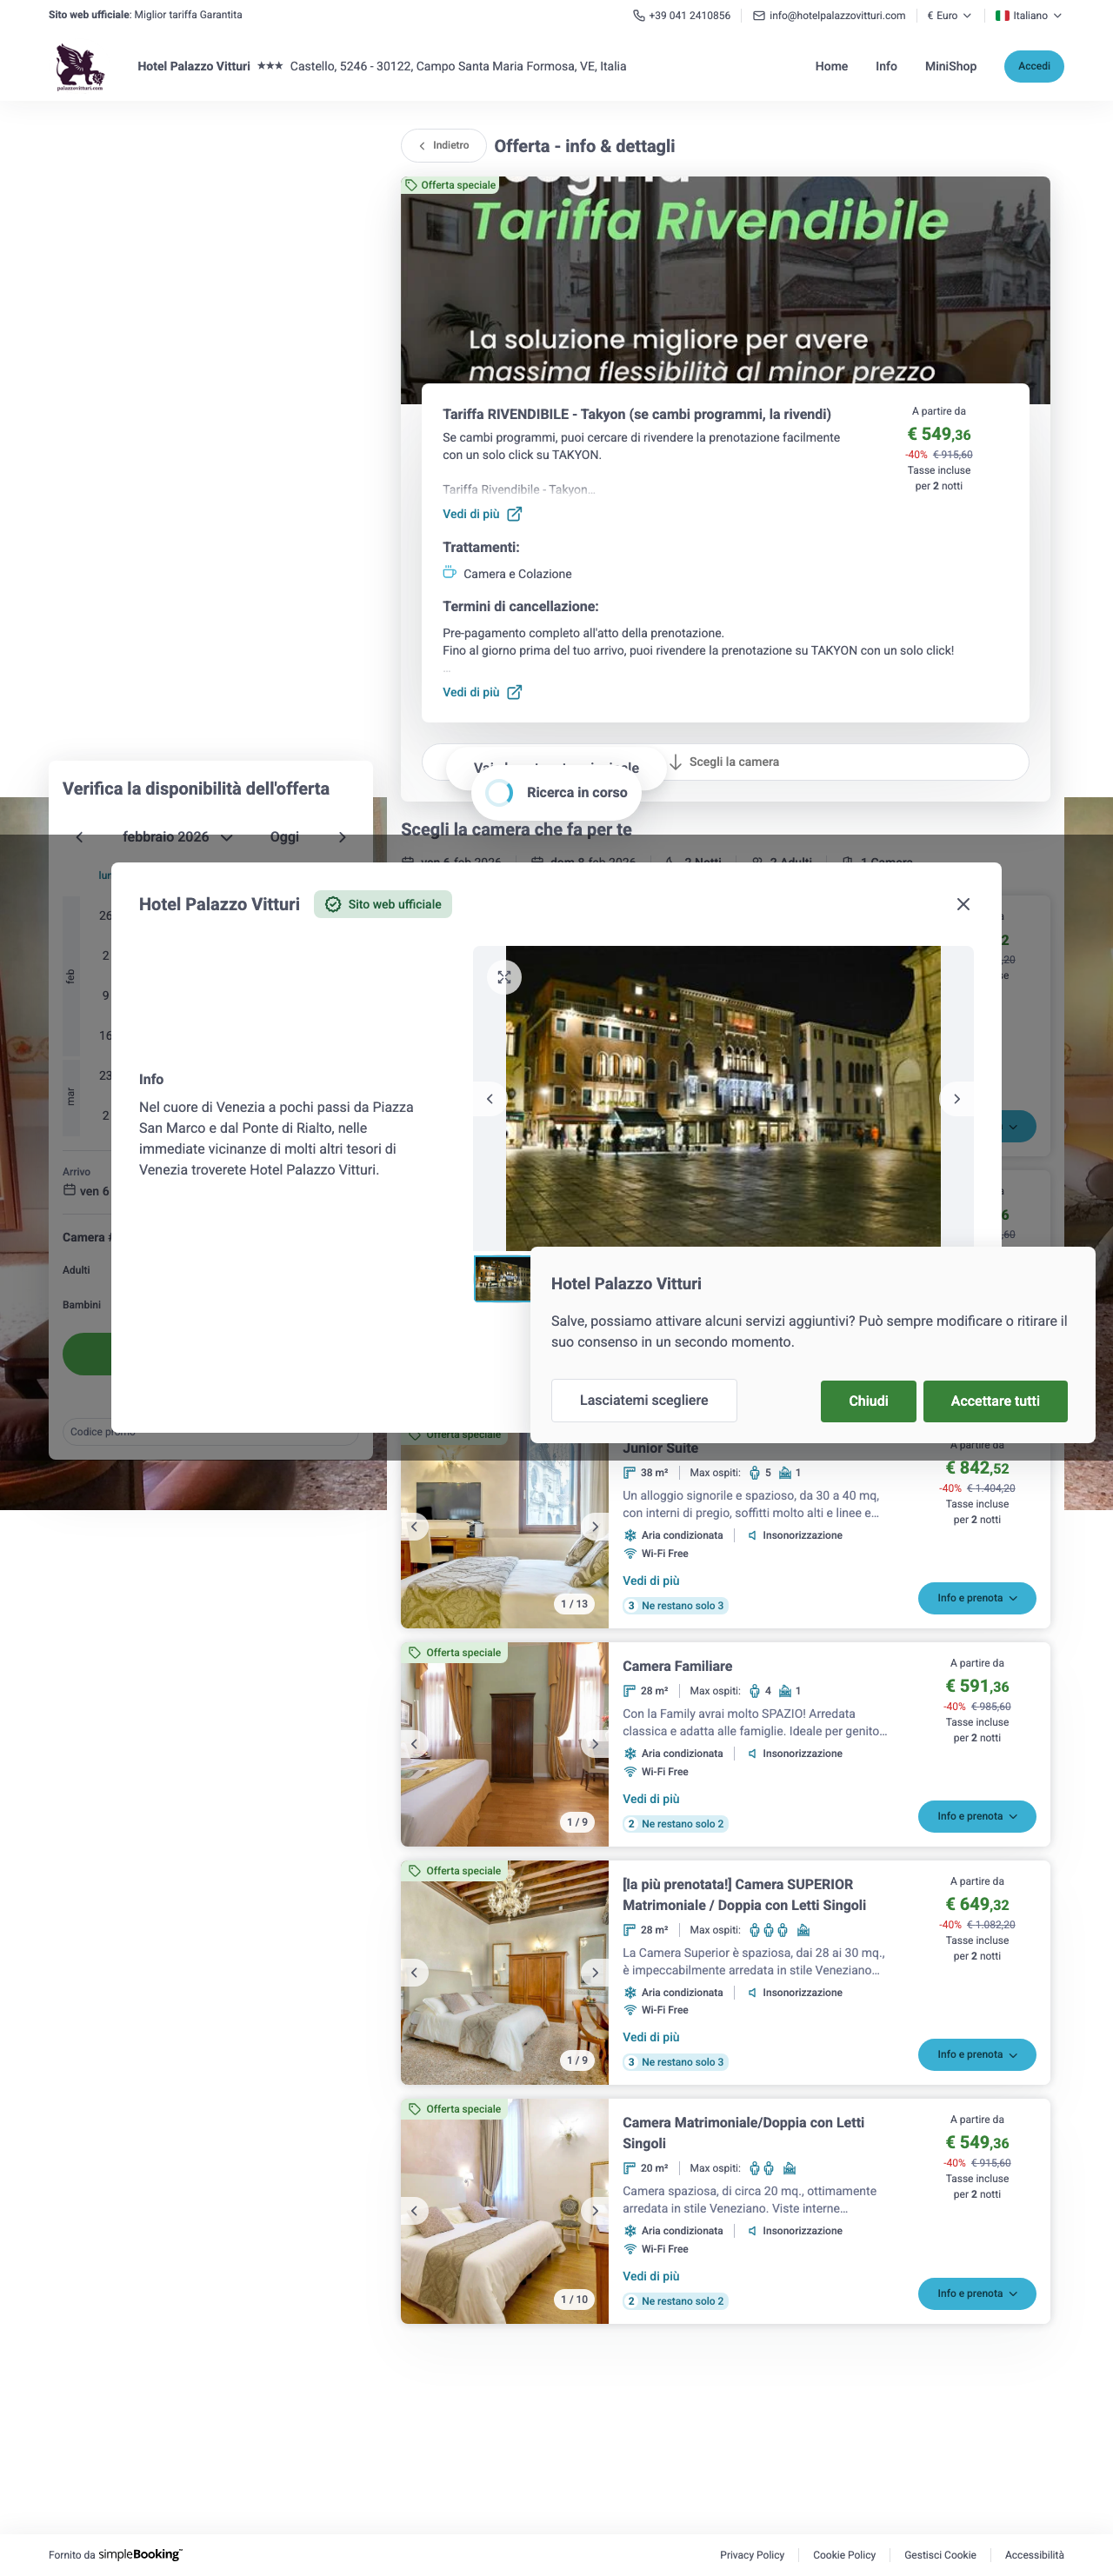 Sito web ufficiale: Miglior tariffa Garantita
+39 041 2410856
info@hotelpalazzovitturi.com
€ Euro
Italiano
palazzovitturi.com
Hotel Palazzo Vitturi ★★★ Castello, 5246 - 30122, Campo Santa Maria Formosa, VE, Italia
Home
Info
MiniShop
Accedi
Indietro
Offerta - info & dettagli
Offerta speciale
Tariffa Rivendibile
La soluzione migliore per avere
massima flessibilità al minor prezzo
Tariffa RIVENDIBILE - Takyon (se cambi programmi, la rivendi)
Se cambi programmi, puoi cercare di rivendere la prenotazione facilmente
con un solo click su TAKYON.
Tariffa Rivendibile - Takyon...
Vedi di più
A partire da
€ 549,36
-40% € 915,60
Tasse incluse
per 2 notti
Trattamenti:
Camera e Colazione
Termini di cancellazione:
Pre-pagamento completo all'atto della prenotazione.
Fino al giorno prima del tuo arrivo, puoi rivendere la prenotazione su TAKYON con un solo click!
...
Vedi di più
Scegli la camera
Ricerca in corso
Scegli la camera che fa per te
ven 6 feb 2026
dom 8 feb 2026
2 Notti
2 Adulti
1 Camera
Verifica la disponibilità dell'offerta
febbraio 2026
Oggi
lun
26
2
feb
9
16
23
mar
2
Arrivo
ven 6
Camera #
Adulti
Bambini
Codice promo
Hotel Palazzo Vitturi
Sito web ufficiale
Info
Nel cuore di Venezia a pochi passi da Piazza
San Marco e dal Ponte di Rialto, nelle
immediate vicinanze di molti altri tesori di
Venezia troverete Hotel Palazzo Vitturi.
Hotel Palazzo Vitturi
Salve, possiamo attivare alcuni servizi aggiuntivi? Può sempre modificare o ritirare il
suo consenso in un secondo momento.
Lasciatemi scegliere
Chiudi
Accettare tutti
Offerta speciale
1 / 13
Junior Suite
38 m²
Max ospiti:
5
1
Un alloggio signorile e spazioso, da 30 a 40 mq,
con interni di pregio, soffitti molto alti e linee e...
Aria condizionata
Insonorizzazione
Wi-Fi Free
Vedi di più
3 Ne restano solo 3
A partire da
€ 842,52
-40% € 1.404,20
Tasse incluse
per 2 notti
Info e prenota
Offerta speciale
1 / 9
Camera Familiare
28 m²
Max ospiti:
4
1
Con la Family avrai molto SPAZIO! Arredata
classica e adatta alle famiglie. Ideale per genito...
Aria condizionata
Insonorizzazione
Wi-Fi Free
Vedi di più
2 Ne restano solo 2
A partire da
€ 591,36
-40% € 985,60
Tasse incluse
per 2 notti
Info e prenota
Offerta speciale
1 / 9
[la più prenotata!] Camera SUPERIOR
Matrimoniale / Doppia con Letti Singoli
28 m²
Max ospiti:
La Camera Superior è spaziosa, dai 28 ai 30 mq.,
è impeccabilmente arredata in stile Veneziano...
Aria condizionata
Insonorizzazione
Wi-Fi Free
Vedi di più
3 Ne restano solo 3
A partire da
€ 649,32
-40% € 1.082,20
Tasse incluse
per 2 notti
Info e prenota
Offerta speciale
1 / 10
Camera Matrimoniale/Doppia con Letti
Singoli
20 m²
Max ospiti:
Camera spaziosa, di circa 20 mq., ottimamente
arredata in stile Veneziano. Viste interne...
Aria condizionata
Insonorizzazione
Wi-Fi Free
Vedi di più
2 Ne restano solo 2
A partire da
€ 549,36
-40% € 915,60
Tasse incluse
per 2 notti
Info e prenota
Fornito da simpleBooking™
Privacy Policy
Cookie Policy
Gestisci Cookie
Accessibilità